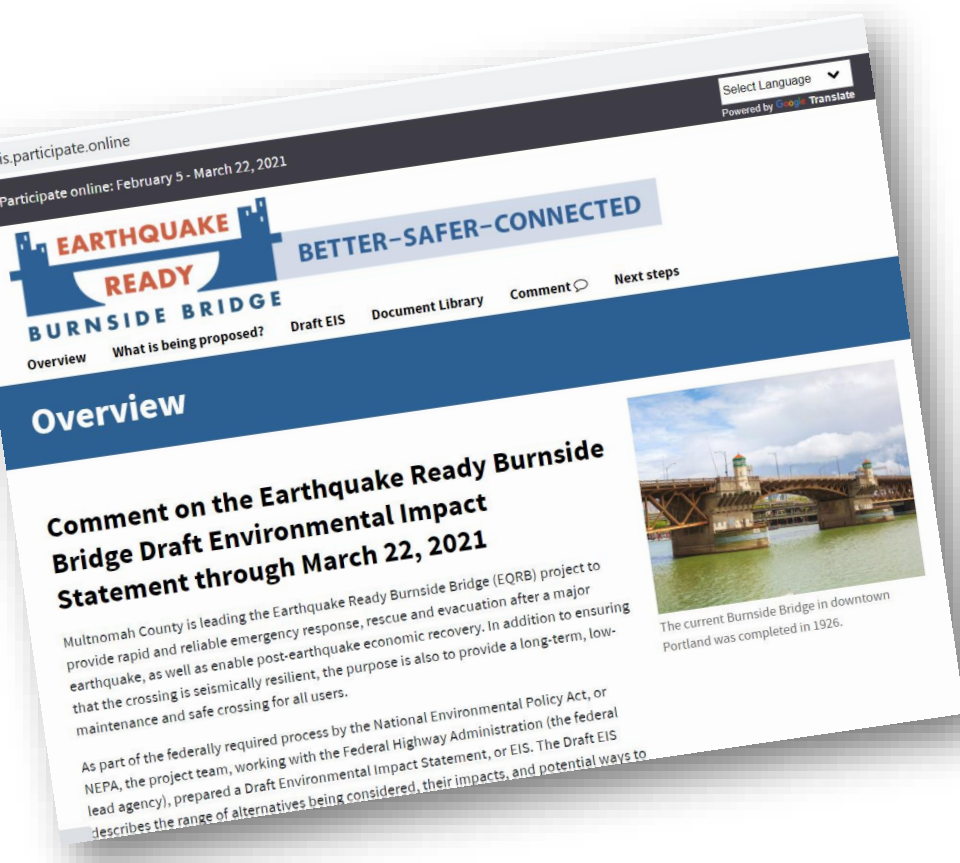 is.participate.online
Select Language
Powered by Google Translate
Participate online: February 5 - March 22, 2021
EARTHQUAKE
READY
BURNSIDE BRIDGE
BETTER-SAFER-CONNECTED
Overview What is being proposed? Draft EIS Document Library Comment Next steps
Overview
Comment on the Earthquake Ready Burnside
Bridge Draft Environmental Impact
Statement through March 22, 2021
Multnomah County is leading the Earthquake Ready Burnside Bridge (EQRB) project to
provide rapid and reliable emergency response, rescue and evacuation after a major
earthquake, as well as enable post-earthquake economic recovery. In addition to ensuring
that the crossing is seismically resilient, the purpose is also to provide a long-term, low-
maintenance and safe crossing for all users.
As part of the federally required process by the National Environmental Policy Act, or
NEPA, the project team, working with the Federal Highway Administration (the federal
lead agency), prepared a Draft Environmental Impact Statement, or EIS. The Draft EIS
describes the range of alternatives being considered, their impacts, and potential ways to
The current Burnside Bridge in downtown
Portland was completed in 1926.